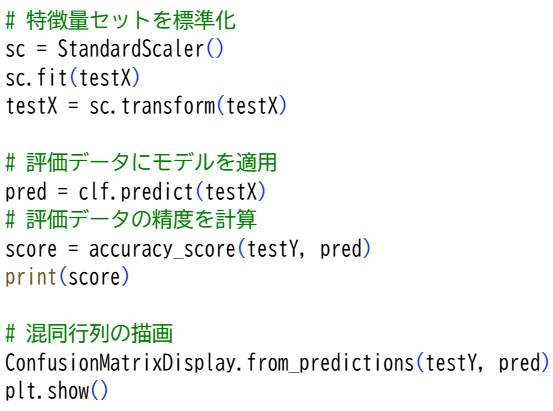 # 特徴量セットを標準化
sc = StandardScaler()
sc.fit(testX)
testX = sc.transform(testX)
# 評価データにモデルを適用
pred = clf.predict(testX)
# 評価データの精度を計算
score = accuracy_score(testY, pred)
print(score)
# 混同行列の描画
ConfusionMatrixDisplay.from_predictions(testY, pred)
plt.show()